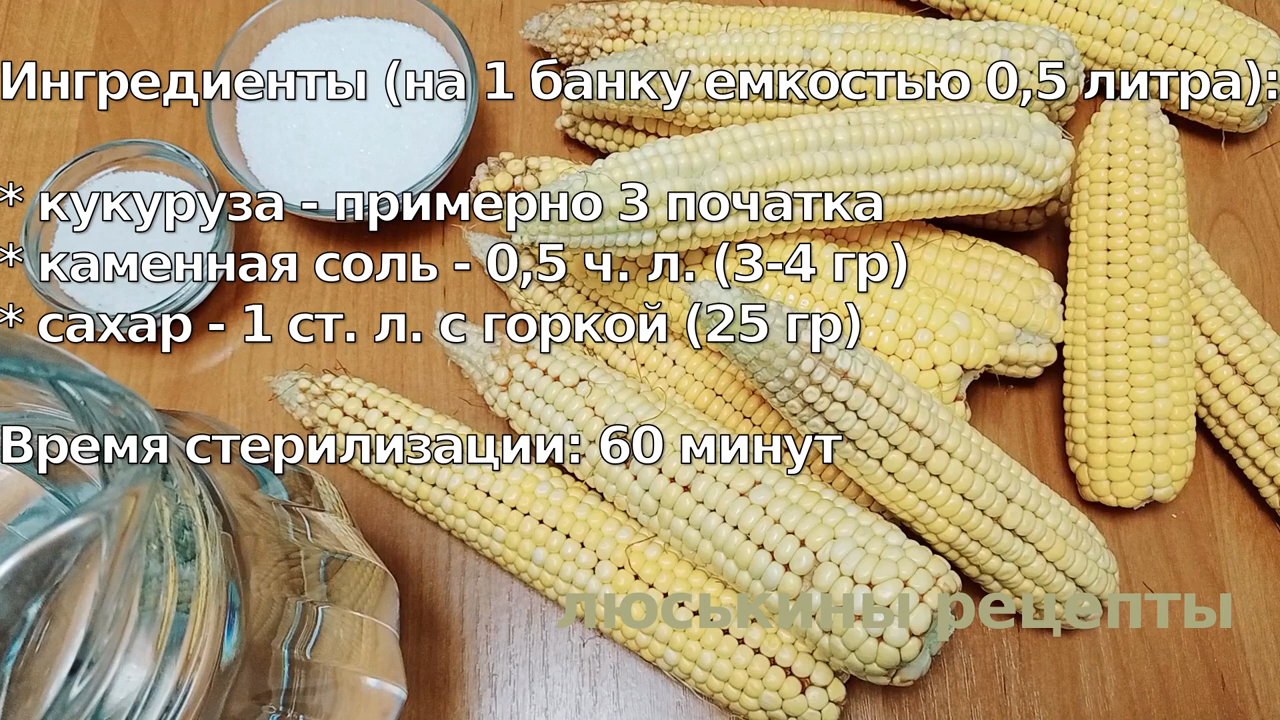 Ингредиенты (на 1 банку емкостью 0,5 литра):
* кукуруза - примерно 3 початка
* каменная соль - 0,5 ч. л. (3-4 гр)
* сахар - 1 ст. л. с горкой (25 гр)
Время стерилизации: 60 минут
люськины рецепты